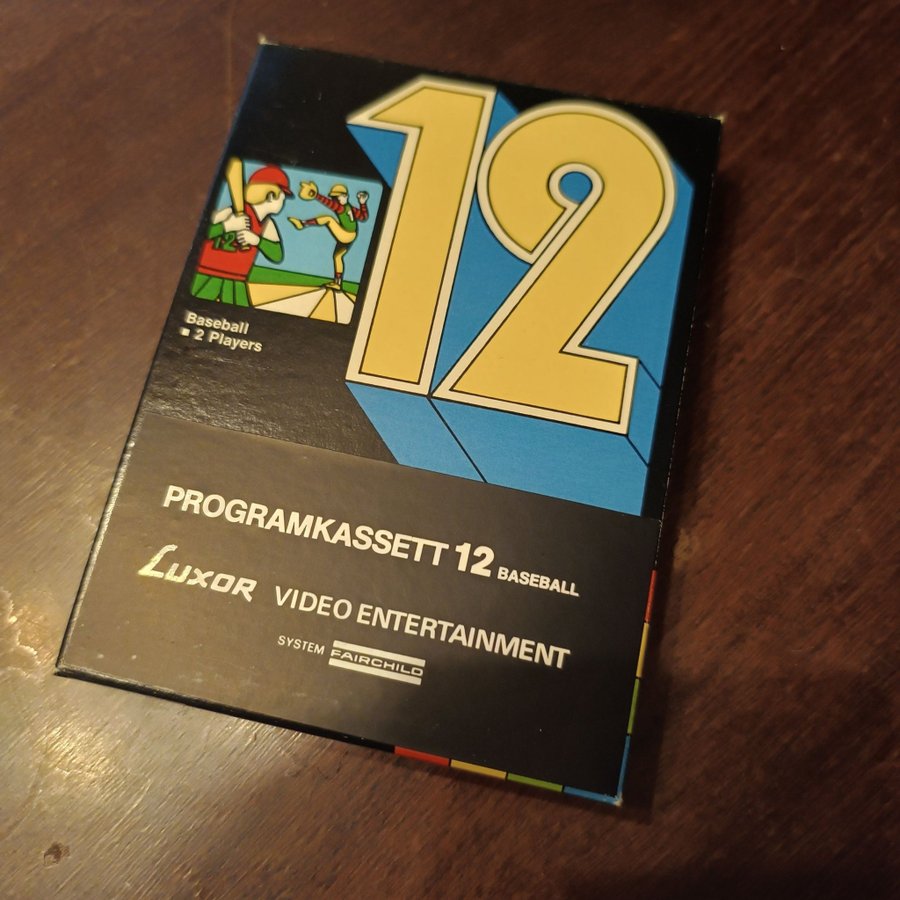 12
12
Baseball
▪ 2 Players
PROGRAMKASSETT 12 BASEBALL
LUXOR VIDEO ENTERTAINMENT
SYSTEM FAIRCHILD